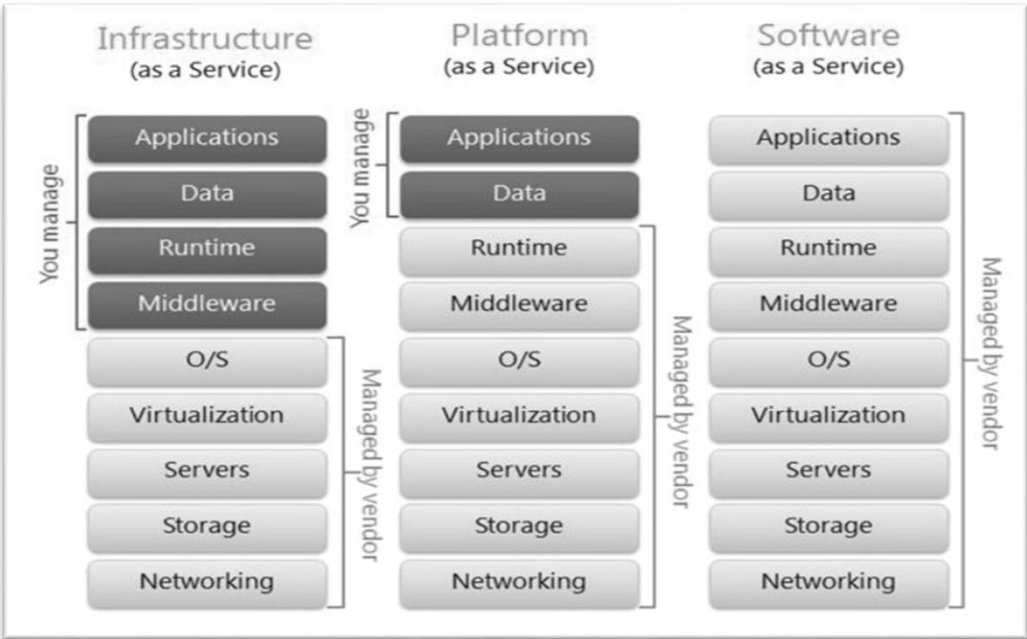 Infrastructure
(as a Service)
You manage
Applications
Data
Runtime
Middleware
O/S
Virtualization
Servers
Storage
Networking
Managed by vendor
Platform
(as a Service)
You manage
Applications
Data
Runtime
Middleware
O/S
Virtualization
Servers
Storage
Networking
Managed by vendor
Software
(as a Service)
Applications
Data
Runtime
Middleware
O/S
Virtualization
Servers
Storage
Networking
Managed by vendor